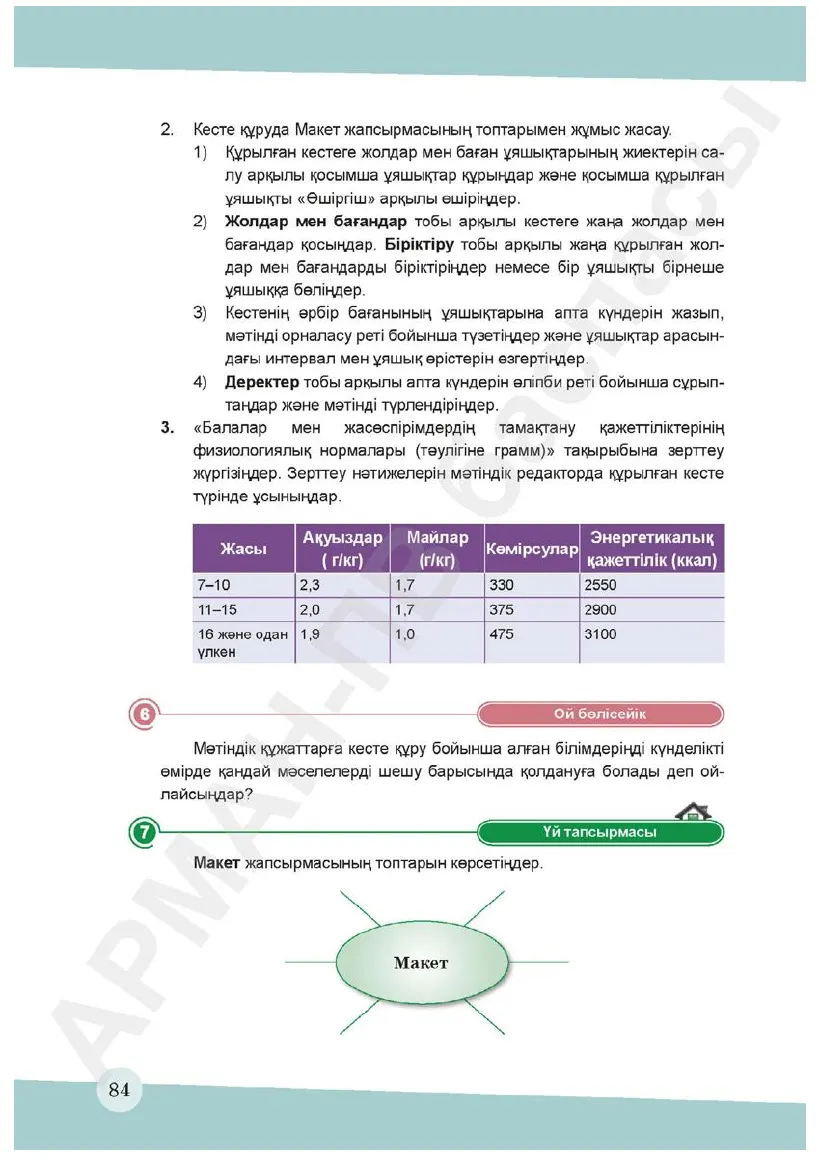 2. Кесте құруда Макет жапсырмасының топтарымен жұмыс жасау.
1) Құрылған кестеге жолдар мен баған ұяшықтарының жиектерін са-
лу арқылы қосымша ұяшықтар құрыңдар және қосымша құрылған
ұяшықты «Өшіргіш» арқылы өшіріңдер.
2) Жолдар мен бағандар тобы арқылы кестеге жаңа жолдар мен
бағандар қосыңдар. Біріктіру тобы арқылы жаңа құрылған жол-
дар мен бағандарды біріктіріңдер немесе бір ұяшықты бірнеше
ұяшыққа бөліңдер.
3) Кестенің әрбір бағанының ұяшықтарына апта күндерін жазып,
мәтінді орналасу реті бойынша түзетіңдер және ұяшықтар арасын-
дағы интервал мен ұяшық өрістерін өзгертіңдер.
4) Деректер тобы арқылы апта күндерін әліпби реті бойынша сұрып-
таңдар және мәтінді түрлендіріңдер.
3. «Балалар мен жасөспірімдердің тамақтану қажеттіліктерінің
физиологиялық нормалары (тәулігіне грамм)» тақырыбына зерттеу
жүргізіңдер. Зерттеу нәтижелерін мәтіндік редакторда құрылған кесте
түрінде ұсыныңдар.
Жасы Ақуыздар ( г/кг) Майлар (г/кг) Көмірсулар Энергетикалық қажеттілік (ккал)
7–10 2,3 1,7 330 2550
11–15 2,0 1,7 375 2900
16 және одан үлкен 1,9 1,0 475 3100
6 Ой бөлісейік
Мәтіндік құжаттарға кесте құру бойынша алған білімдеріңді күнделікті
өмірде қандай мәселелерді шешу барысында қолдануға болады деп ой-
лайсыңдар?
7 Үй тапсырмасы
Макет жапсырмасының топтарын көрсетіңдер.
Макет
84
АРМАН-ПВ баспасы